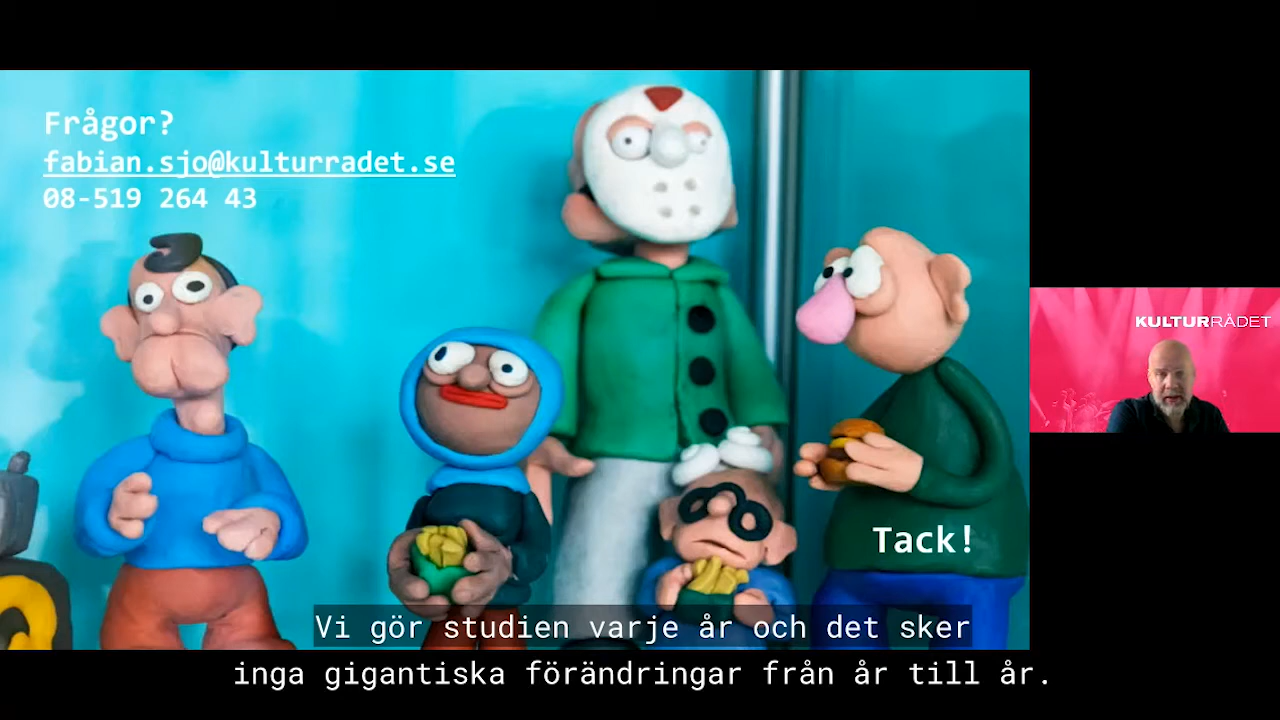 Frågor?
fabian.sjo@kulturradet.se
08-519 264 43
KULTURRÅDET
Tack!
Vi gör studien varje år och det sker
inga gigantiska förändringar från år till år.